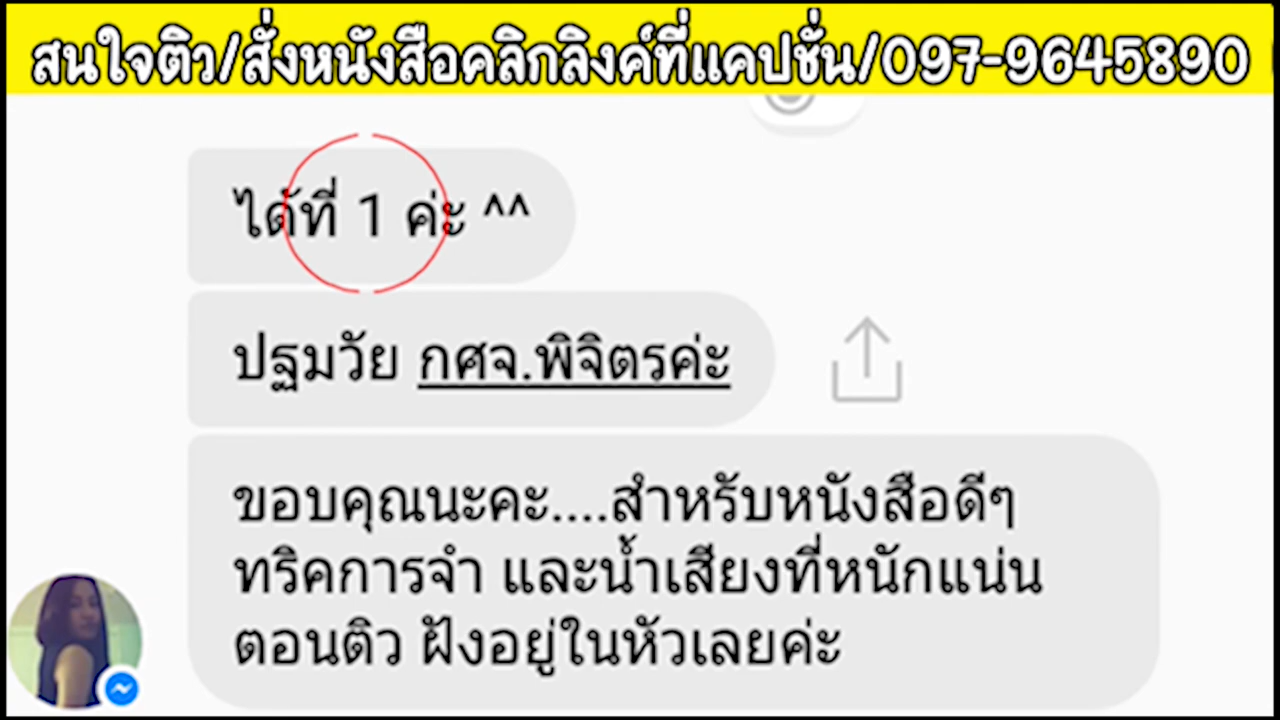 สนใจติว/สั่งหนังสือคลิกลิงค์ที่แคปชั่น/097-9645890
ได้ที่ 1 ค่ะ ^^
ปฐมวัย กศจ.พิจิตรค่ะ
ขอบคุณนะคะ....สำหรับหนังสือดีๆ
ทริคการจำ และน้ำเสียงที่หนักแน่น
ตอนติว ฝังอยู่ในหัวเลยค่ะ